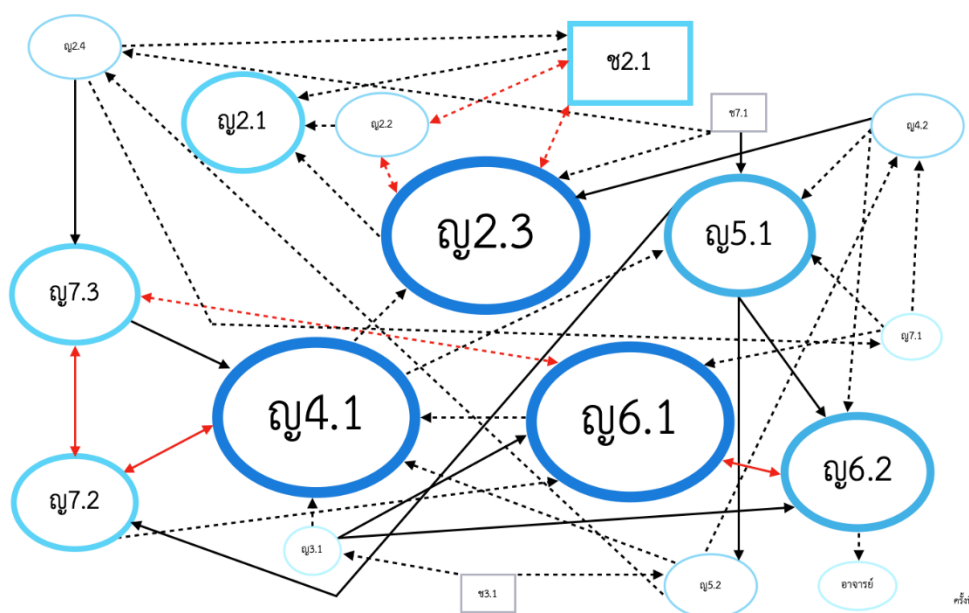 ญ2.4
ช2.1
ญ2.1
ญ2.2
ช7.1
ญ4.2
ญ2.3
ญ5.1
ญ7.3
ญ7.1
ญ4.1
ญ6.1
ญ6.2
ญ7.2
ญ3.1
ช3.1
ญ5.2
อาจารย์